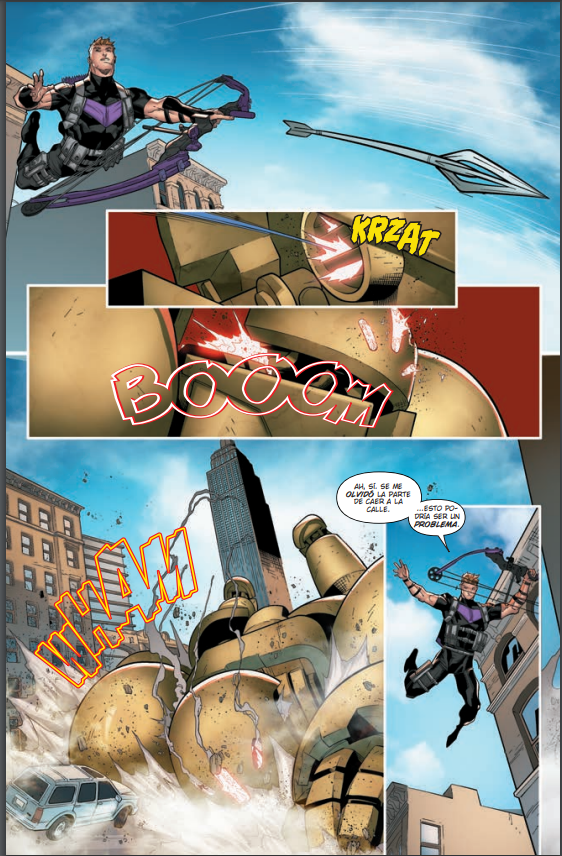 KRZAT
BOOOM
WHAM
AH, SÍ. SE ME
OLVIDÓ LA PARTE
DE CAER A LA
CALLE.
...ESTO PO-
DRÍA SER UN
PROBLEMA.